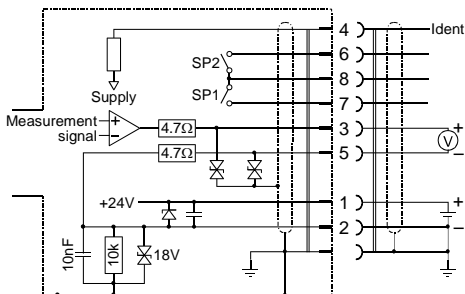 4
Ident
6
SP2
8
SP1
7
Supply
Measurement
signal
+
−
4.7Ω
3
+
V
4.7Ω
5
−
+24V
1
+
2
−
10nF
10k
18V